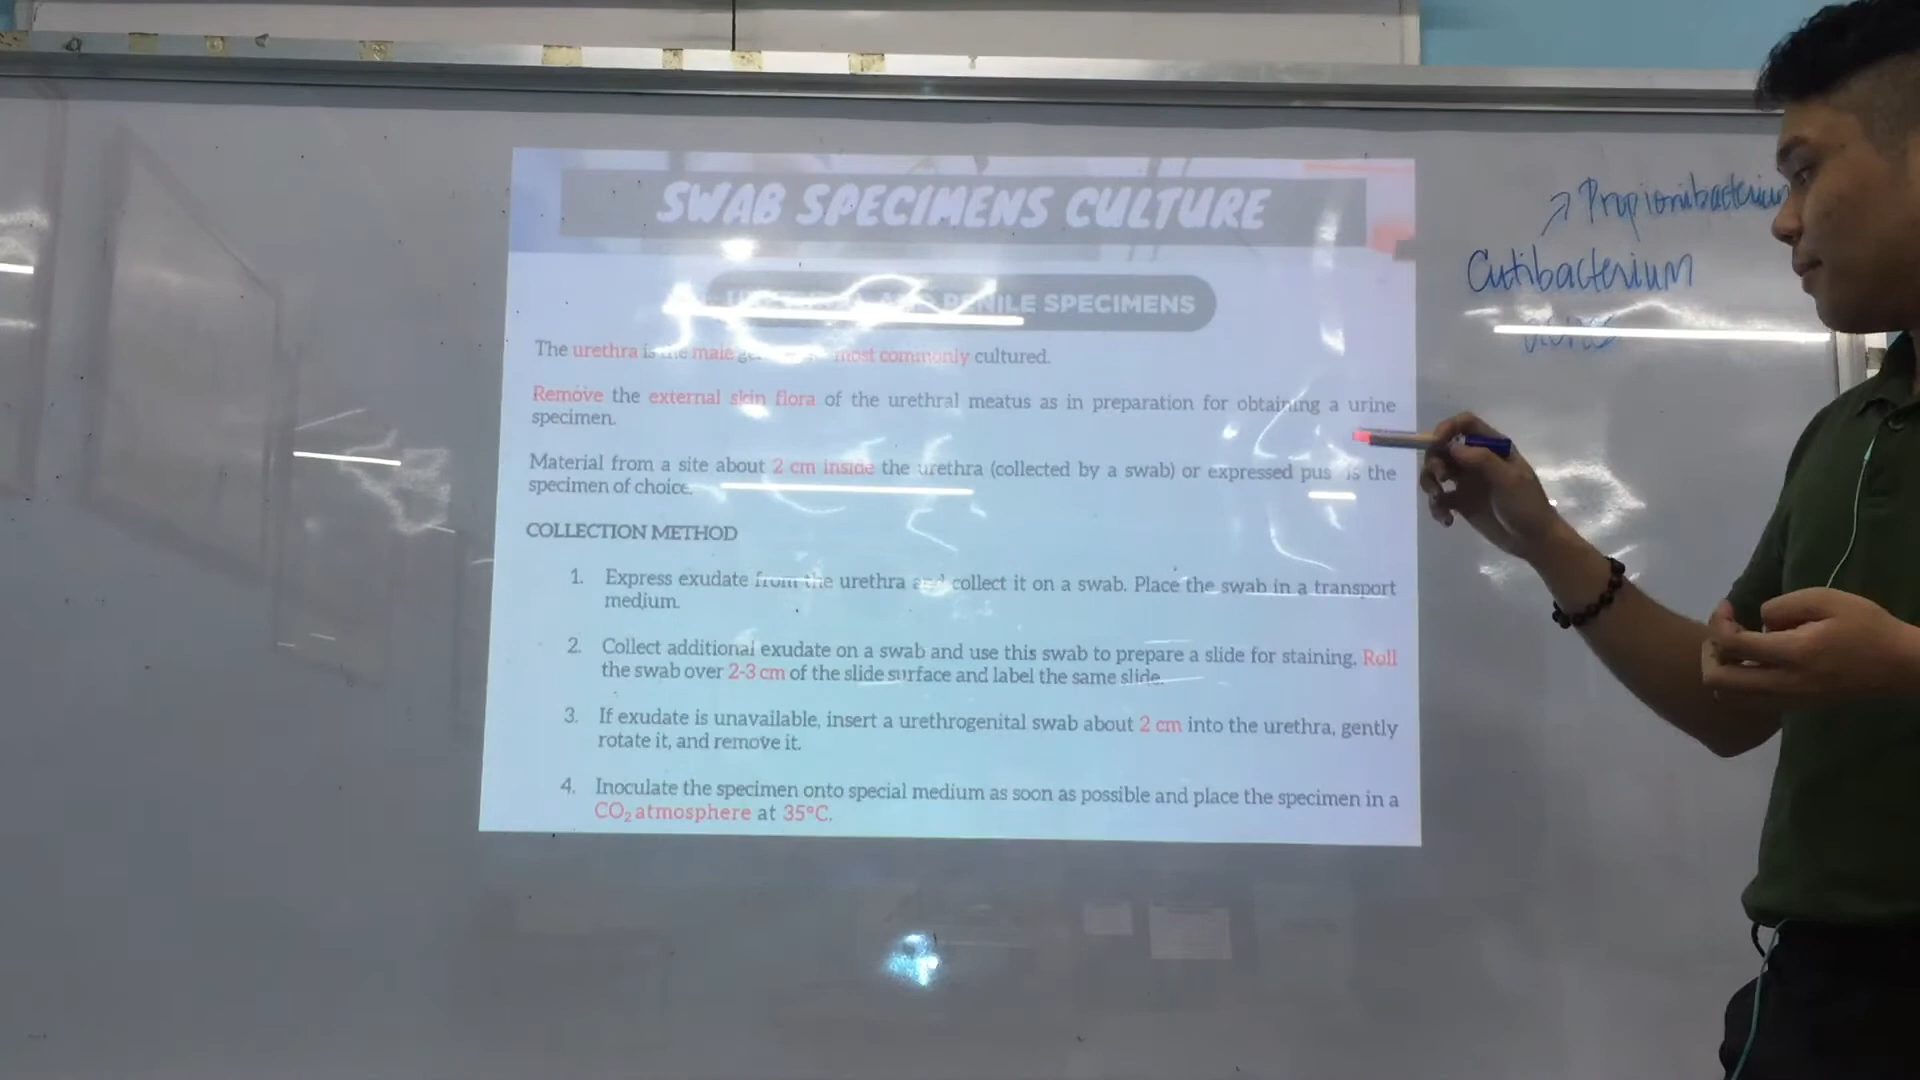 SWAB SPECIMENS CULTURE
PENILE SPECIMENS
The urethra is the male most commonly cultured.
Remove the external skin flora of the urethral meatus as in preparation for obtaining a urine
specimen.
Material from a site about 2 cm inside the urethra (collected by a swab) or expressed pus is the
specimen of choice.
COLLECTION METHOD
1. Express exudate from the urethra and collect it on a swab. Place the swab in a transport
medium.
2. Collect additional exudate on a swab and use this swab to prepare a slide for staining. Roll
the swab over 2-3 cm of the slide surface and label the same slide.
3. If exudate is unavailable, insert a urethrogenital swab about 2 cm into the urethra, gently
rotate it, and remove it.
4. Inoculate the specimen onto special medium as soon as possible and place the specimen in a
CO₂ atmosphere at 35°C.
Propionibacterium
Cutibacterium